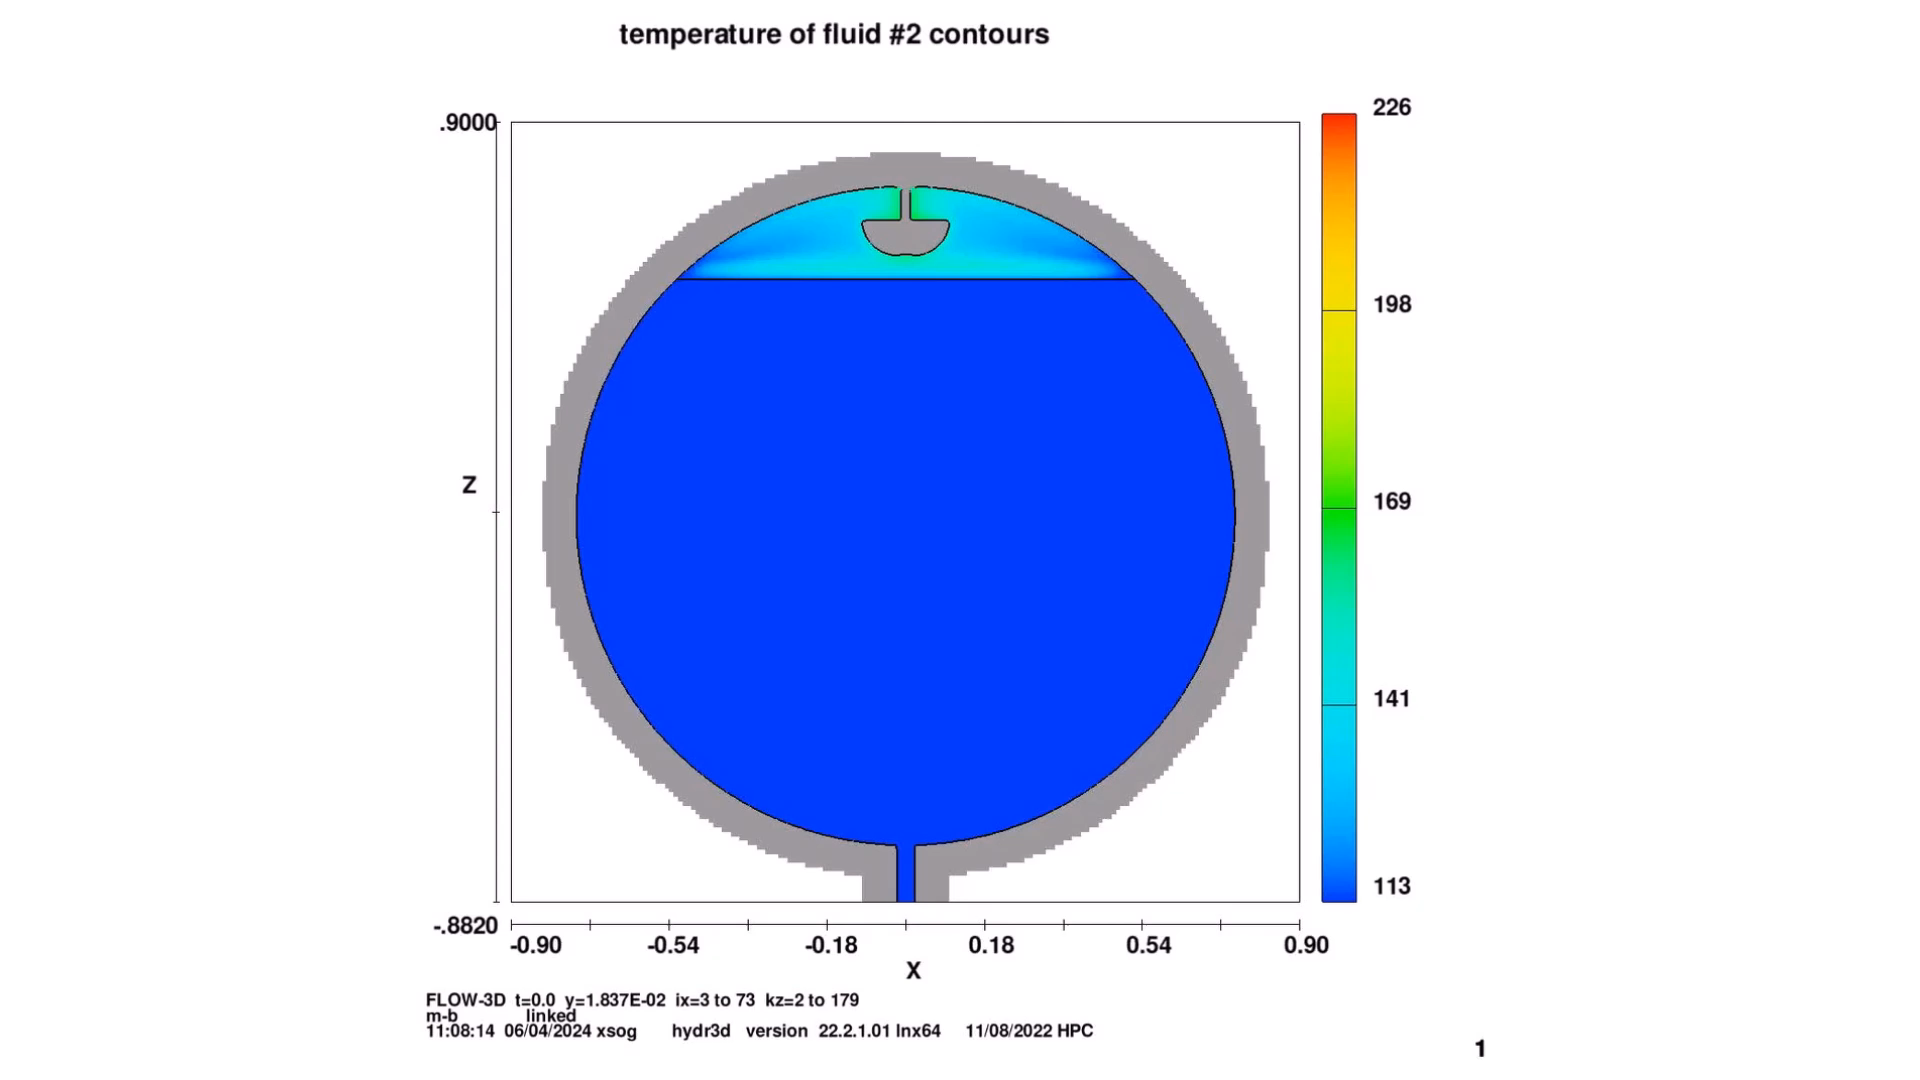 temperature of fluid #2 contours
.9000
226
198
Z
169
141
113
-.8820
-0.90 -0.54 -0.18 0.18 0.54 0.90
X
FLOW-3D t=0.0 y=1.837E-02 ix=3 to 73 kz=2 to 179
m-b linked
11:08:14 06/04/2024 xsog hydr3d version 22.2.1.01 lnx64 11/08/2022 HPC
1